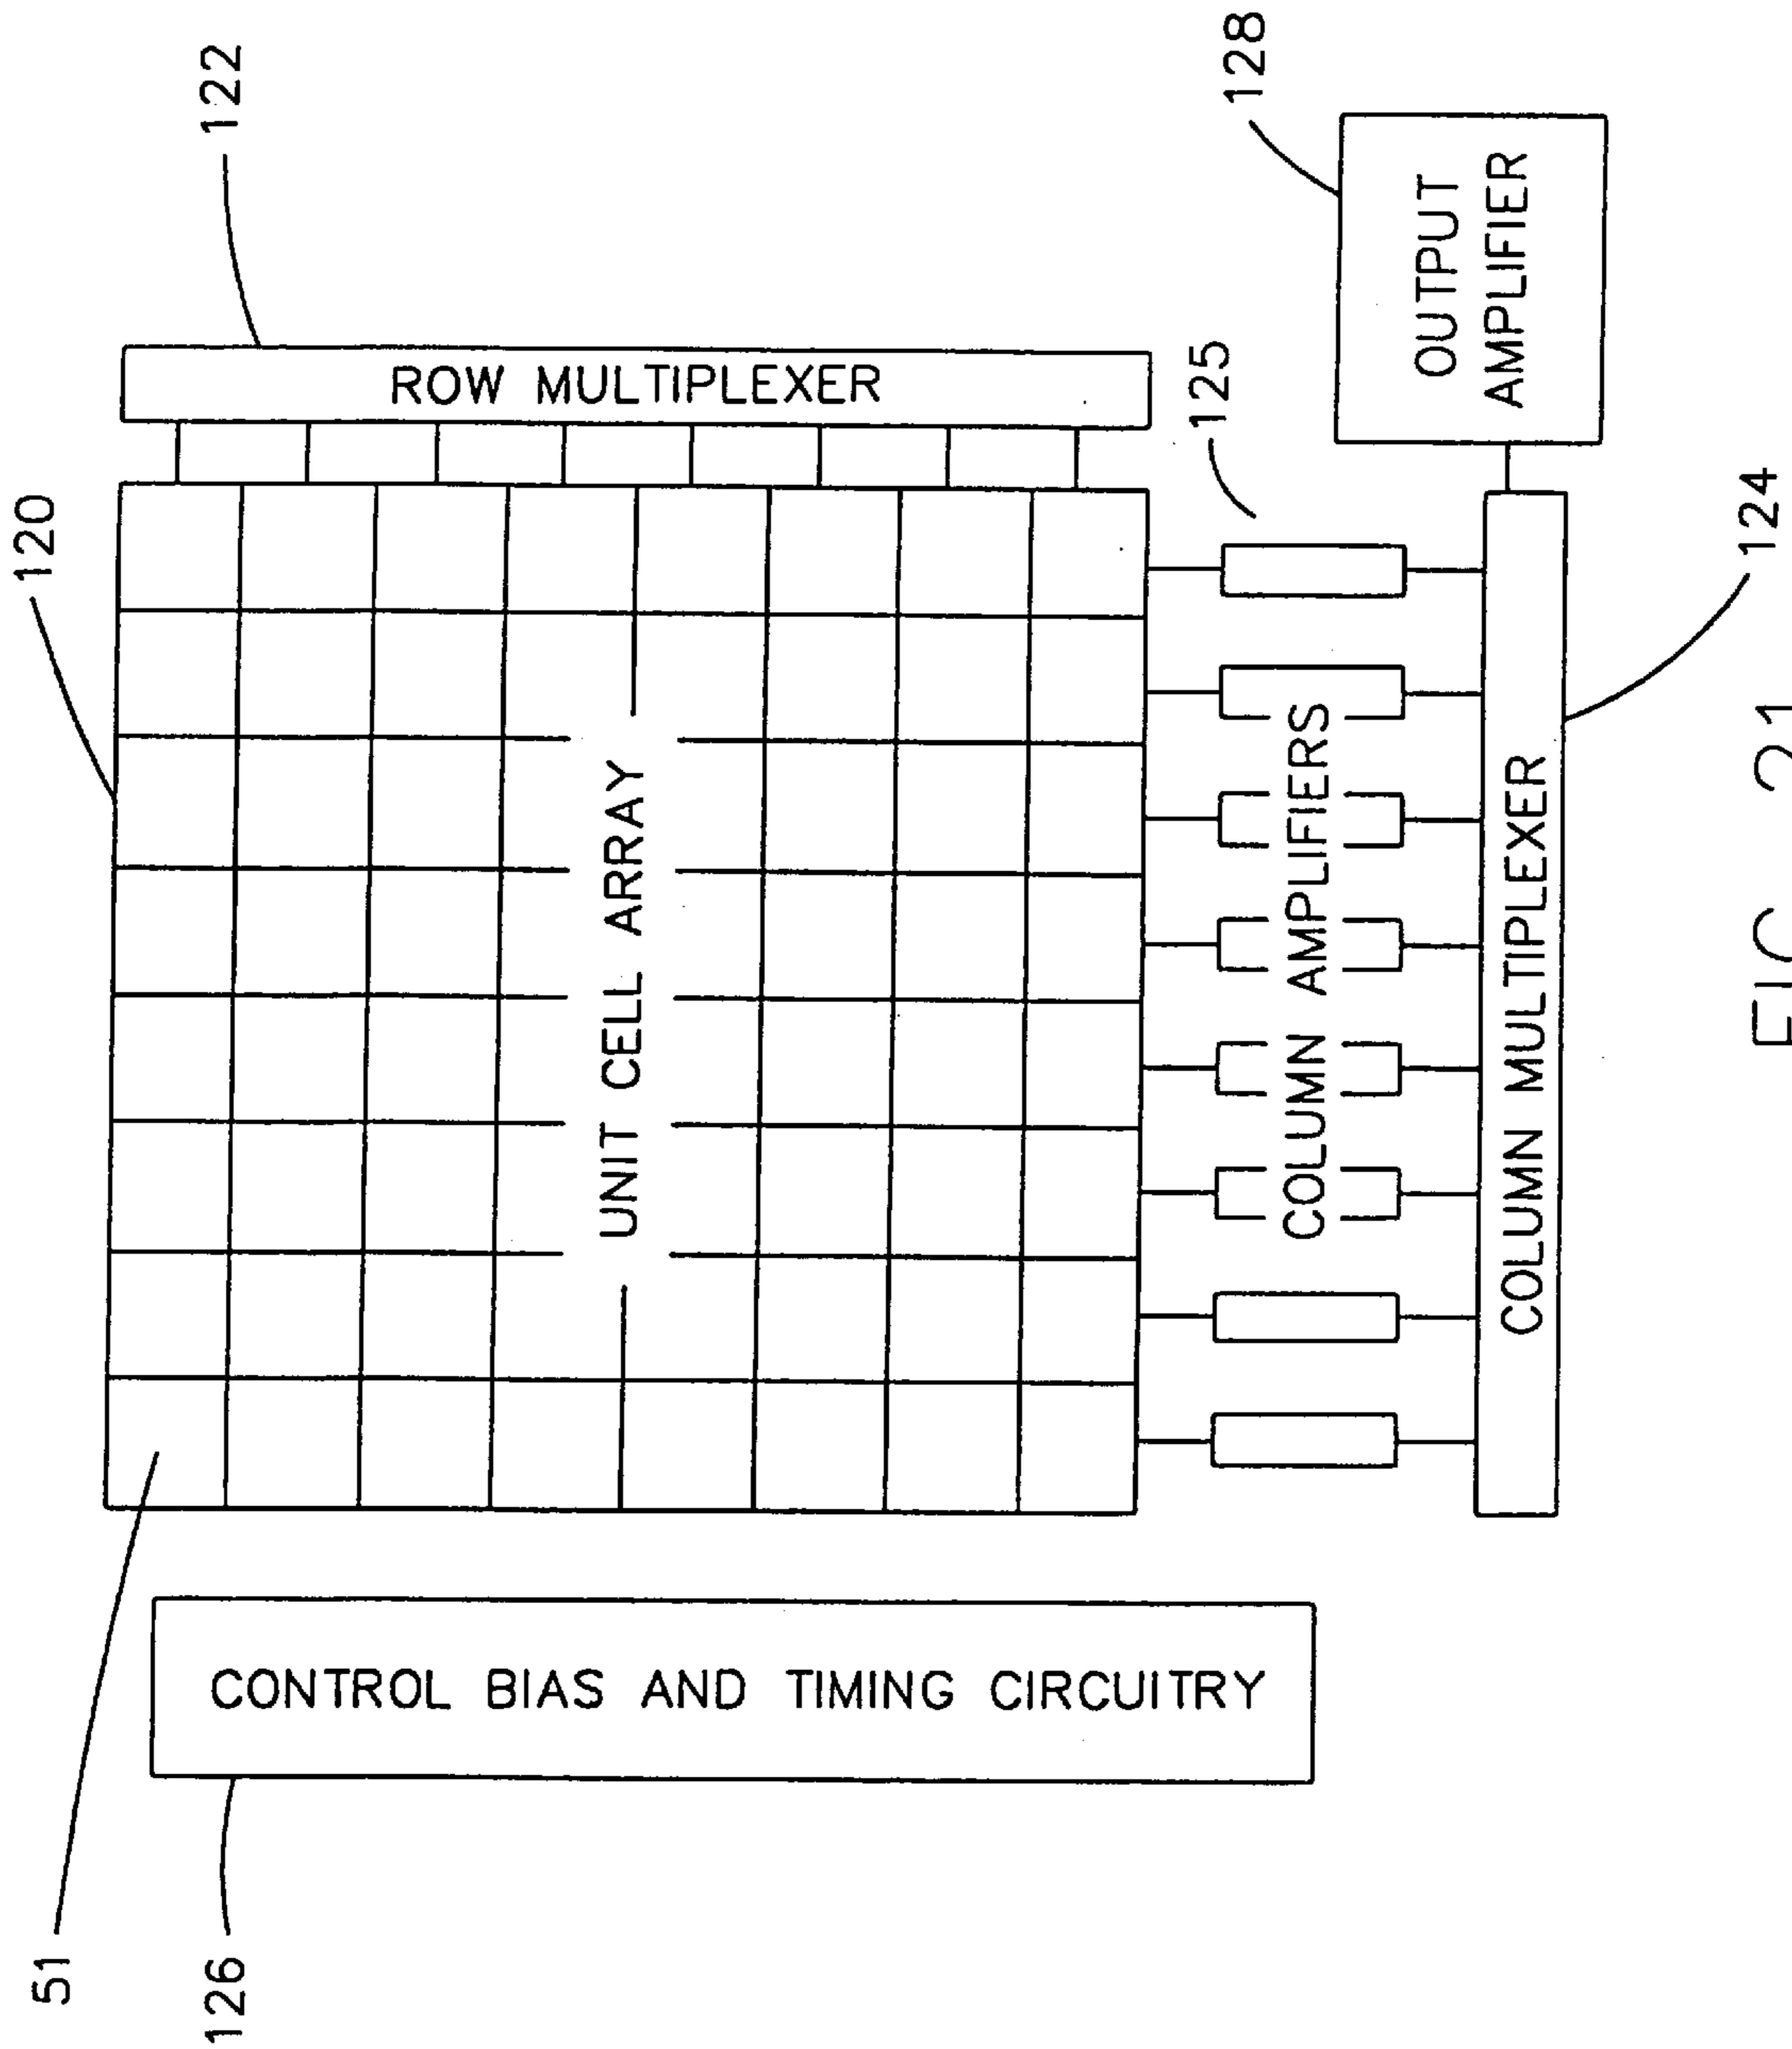 51
120
122
126
CONTROL BIAS AND TIMING CIRCUITRY
UNIT CELL ARRAY
ROW MULTIPLEXER
125
128
COLUMN AMPLIFIERS
OUTPUT
AMPLIFIER
COLUMN MULTIPLEXER
124